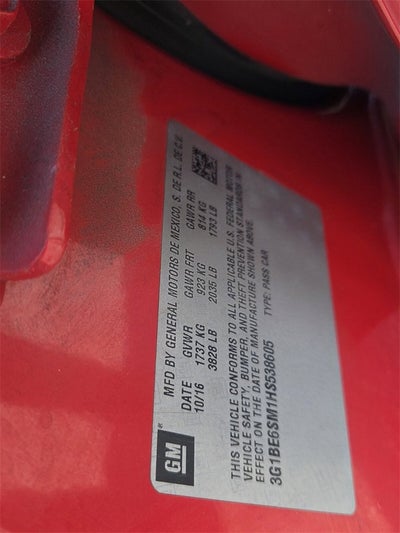 GM®
MFD BY GENERAL MOTORS DE MEXICO, S. DE R.L. DE C.V.
DATE GVWR GAWR FRT GAWR RR
10/16 1737 KG 923 KG 814 KG
3828 LB 2035 LB 1793 LB
THIS VEHICLE CONFORMS TO ALL APPLICABLE U.S. FEDERAL MOTOR
VEHICLE SAFETY, BUMPER, AND THEFT PREVENTION STANDARDS IN
EFFECT ON THE DATE OF MANUFACTURE SHOWN ABOVE.
3G1BE6SM1HS538605 TYPE: PASS CAR